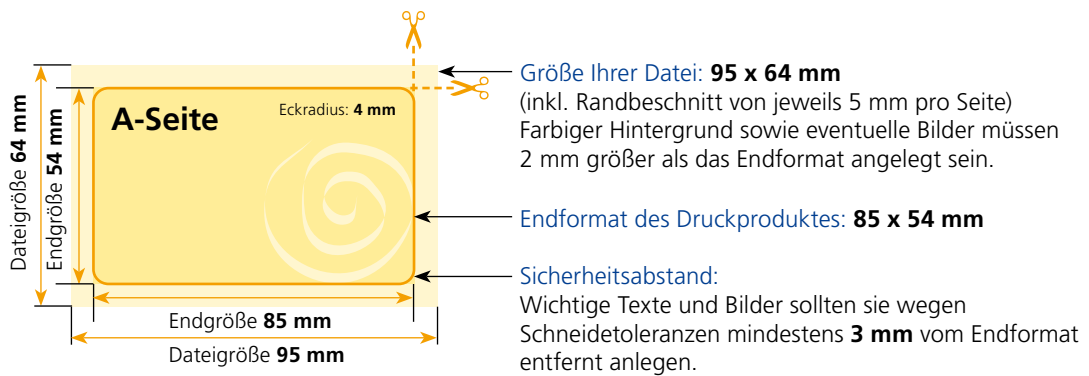 A-Seite
Eckradius: 4 mm
Dateigröße 64 mm
Endgröße 54 mm
Endgröße 85 mm
Dateigröße 95 mm
Größe Ihrer Datei: 95 x 64 mm
(inkl. Randbeschnitt von jeweils 5 mm pro Seite)
Farbiger Hintergrund sowie eventuelle Bilder müssen
2 mm größer als das Endformat angelegt sein.
Endformat des Druckproduktes: 85 x 54 mm
Sicherheitsabstand:
Wichtige Texte und Bilder sollten sie wegen
Schneidetoleranzen mindestens 3 mm vom Endformat
entfernt anlegen.